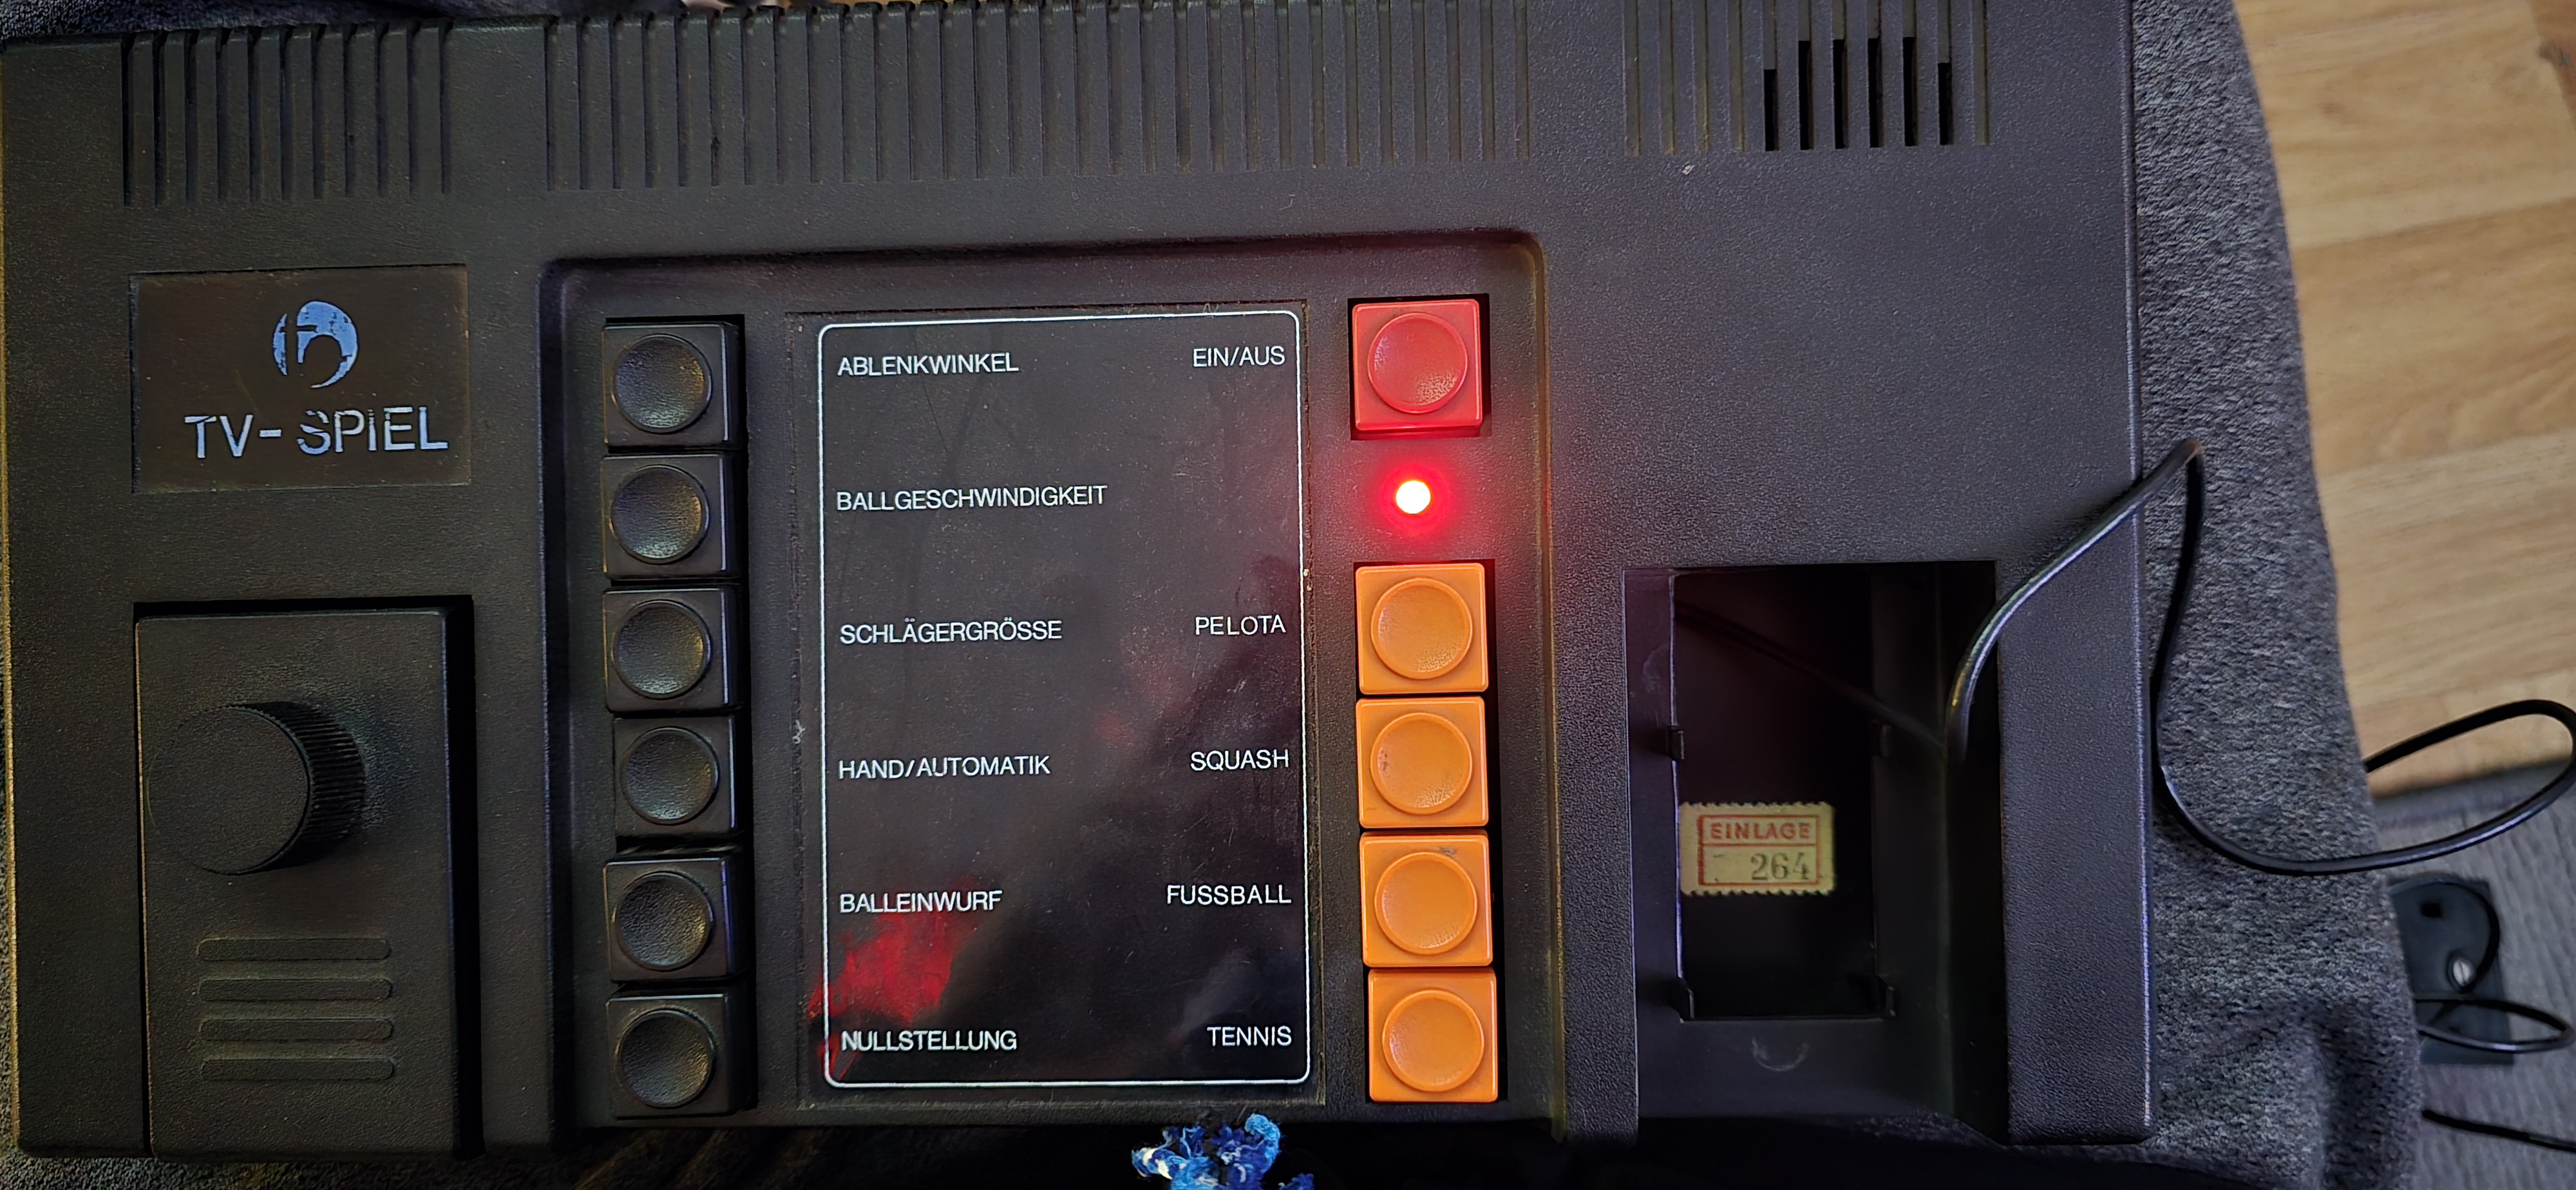 TV-SPIEL
ABLENKWINKEL EIN/AUS
BALLGESCHWINDIGKEIT
SCHLÄGERGRÖSSE PELOTA
HAND/AUTOMATIK SQUASH
BALLEINWURF FUSSBALL
NULLSTELLUNG TENNIS
EINLAGE
264